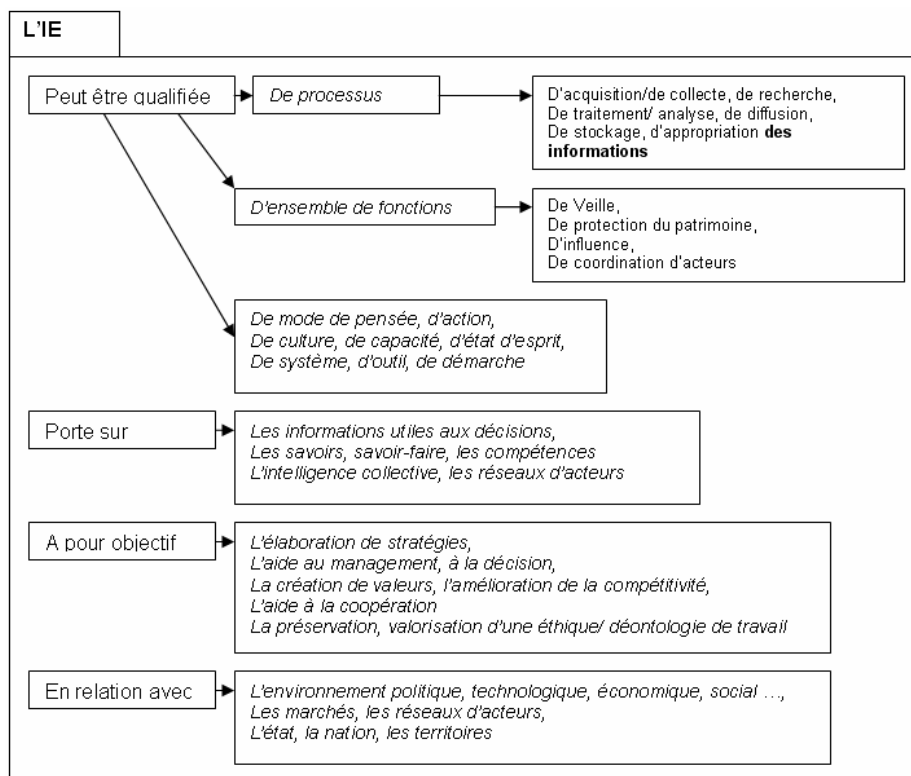 L'IE
Peut être qualifiée
De processus
D'acquisition/de collecte, de recherche,
De traitement/ analyse, de diffusion,
De stockage, d'appropriation des
informations
D'ensemble de fonctions
De Veille,
De protection du patrimoine,
D'influence,
De coordination d'acteurs
De mode de pensée, d'action,
De culture, de capacité, d'état d'esprit,
De système, d'outil, de démarche
Porte sur
Les informations utiles aux décisions,
Les savoirs, savoir-faire, les compétences
L'intelligence collective, les réseaux d'acteurs
A pour objectif
L'élaboration de stratégies,
L'aide au management, à la décision,
La création de valeurs, l'amélioration de la compétitivité,
L'aide à la coopération
La préservation, valorisation d'une éthique/ déontologie de travail
En relation avec
L'environnement politique, technologique, économique, social ...,
Les marchés, les réseaux d'acteurs,
L'état, la nation, les territoires